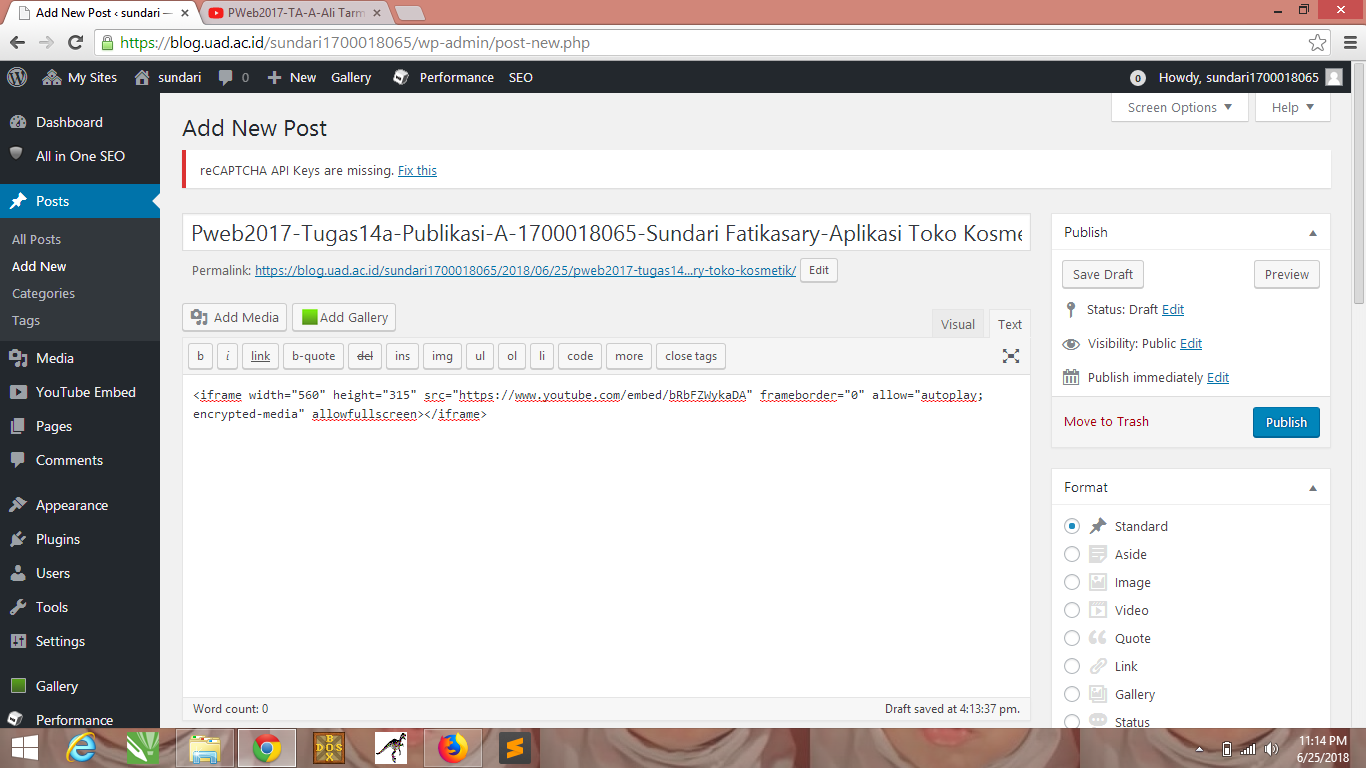 Add New Post ‹ sundari —
PWeb2017-TA-A-Ali Tarm
https://blog.uad.ac.id/sundari1700018065/wp-admin/post-new.php
My Sites
sundari
0
New
Gallery
Performance
SEO
0
Howdy, sundari1700018065
Dashboard
All in One SEO
Posts
All Posts
Add New
Categories
Tags
Media
YouTube Embed
Pages
Comments
Appearance
Plugins
Users
Tools
Settings
Gallery
Performance
Screen Options
Help
Add New Post
reCAPTCHA API Keys are missing. Fix this
Pweb2017-Tugas14a-Publikasi-A-1700018065-Sundari Fatikasary-Aplikasi Toko Kosme
Permalink: https://blog.uad.ac.id/sundari1700018065/2018/06/25/pweb2017-tugas14...ry-toko-kosmetik/ Edit
Add Media
Add Gallery
Visual
Text
b
i
link
b-quote
del
ins
img
ul
ol
li
code
more
close tags
<iframe width="560" height="315" src="https://www.youtube.com/embed/bRbFZWykaDA" frameborder="0" allow="autoplay;
encrypted-media" allowfullscreen></iframe>
Word count: 0
Draft saved at 4:13:37 pm.
Publish
Save Draft
Preview
Status: Draft Edit
Visibility: Public Edit
Publish immediately Edit
Move to Trash
Publish
Format
Standard
Aside
Image
Video
Quote
Link
Gallery
Status
DOS
BOX
11:14 PM
6/25/2018